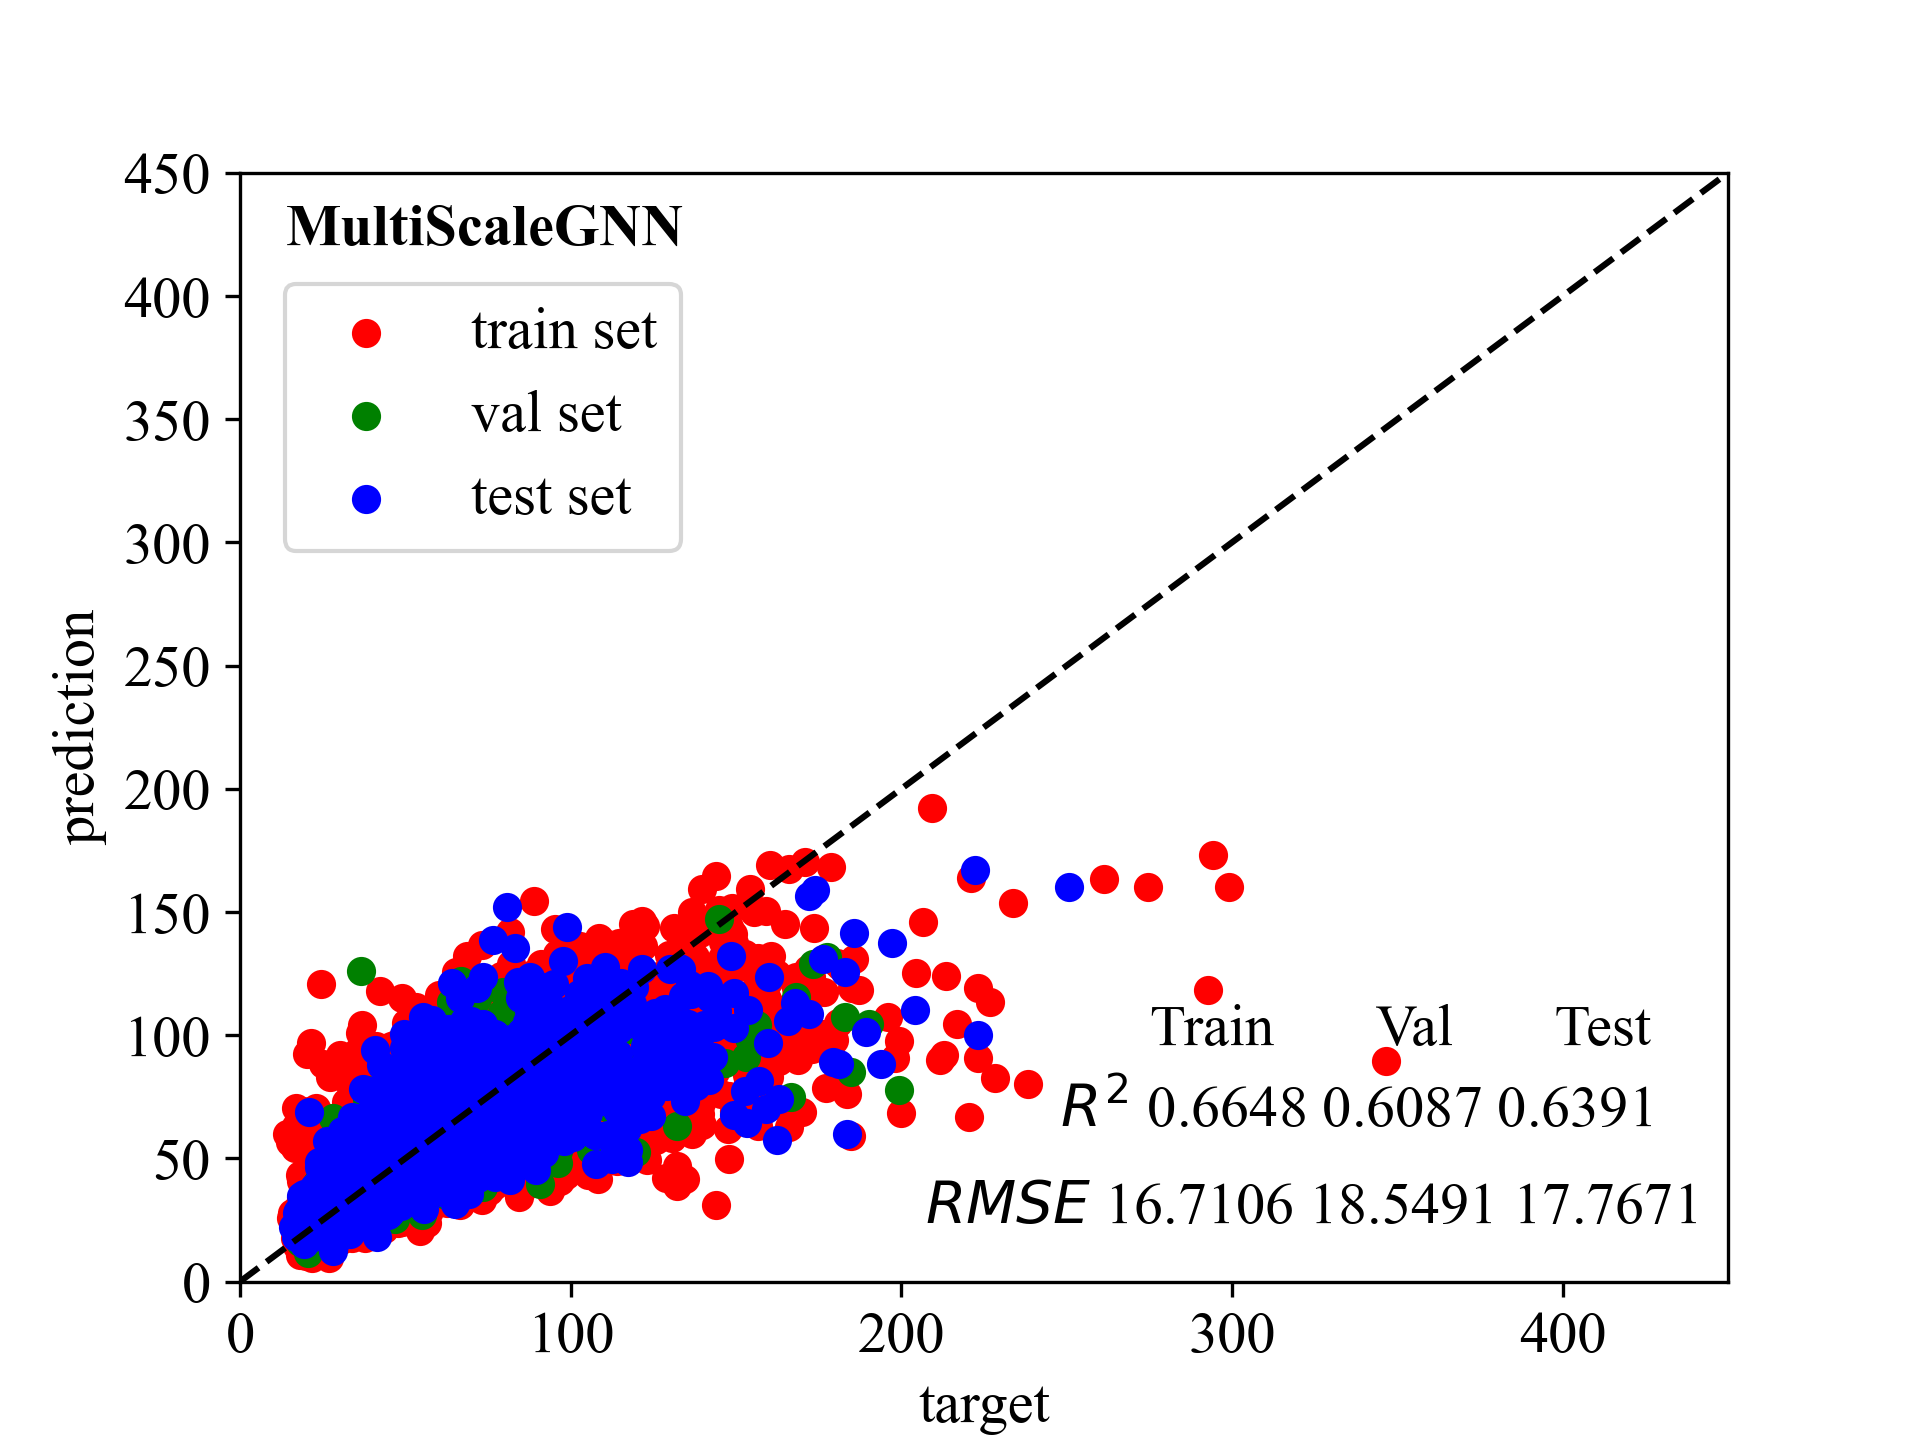 MultiScaleGNN
train set
val set
test set
450
400
350
300
250
200
150
100
50
0
prediction
Train Val Test
R² 0.6648 0.6087 0.6391
RMSE 16.7106 18.5491 17.7671
0 100 200 300 400
target